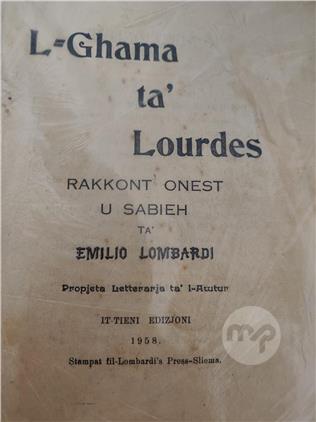 L-Ghama
ta'
Lourdes
RAKKONT ONEST
U SABIEH
TA'
EMILIO LOMBARDI
Propjeta Letterarja ta' l-Awtur
IT-TIENI EDIZJONI
1958.
Stampat fil-Lombardi's Press-Sliema.
mp